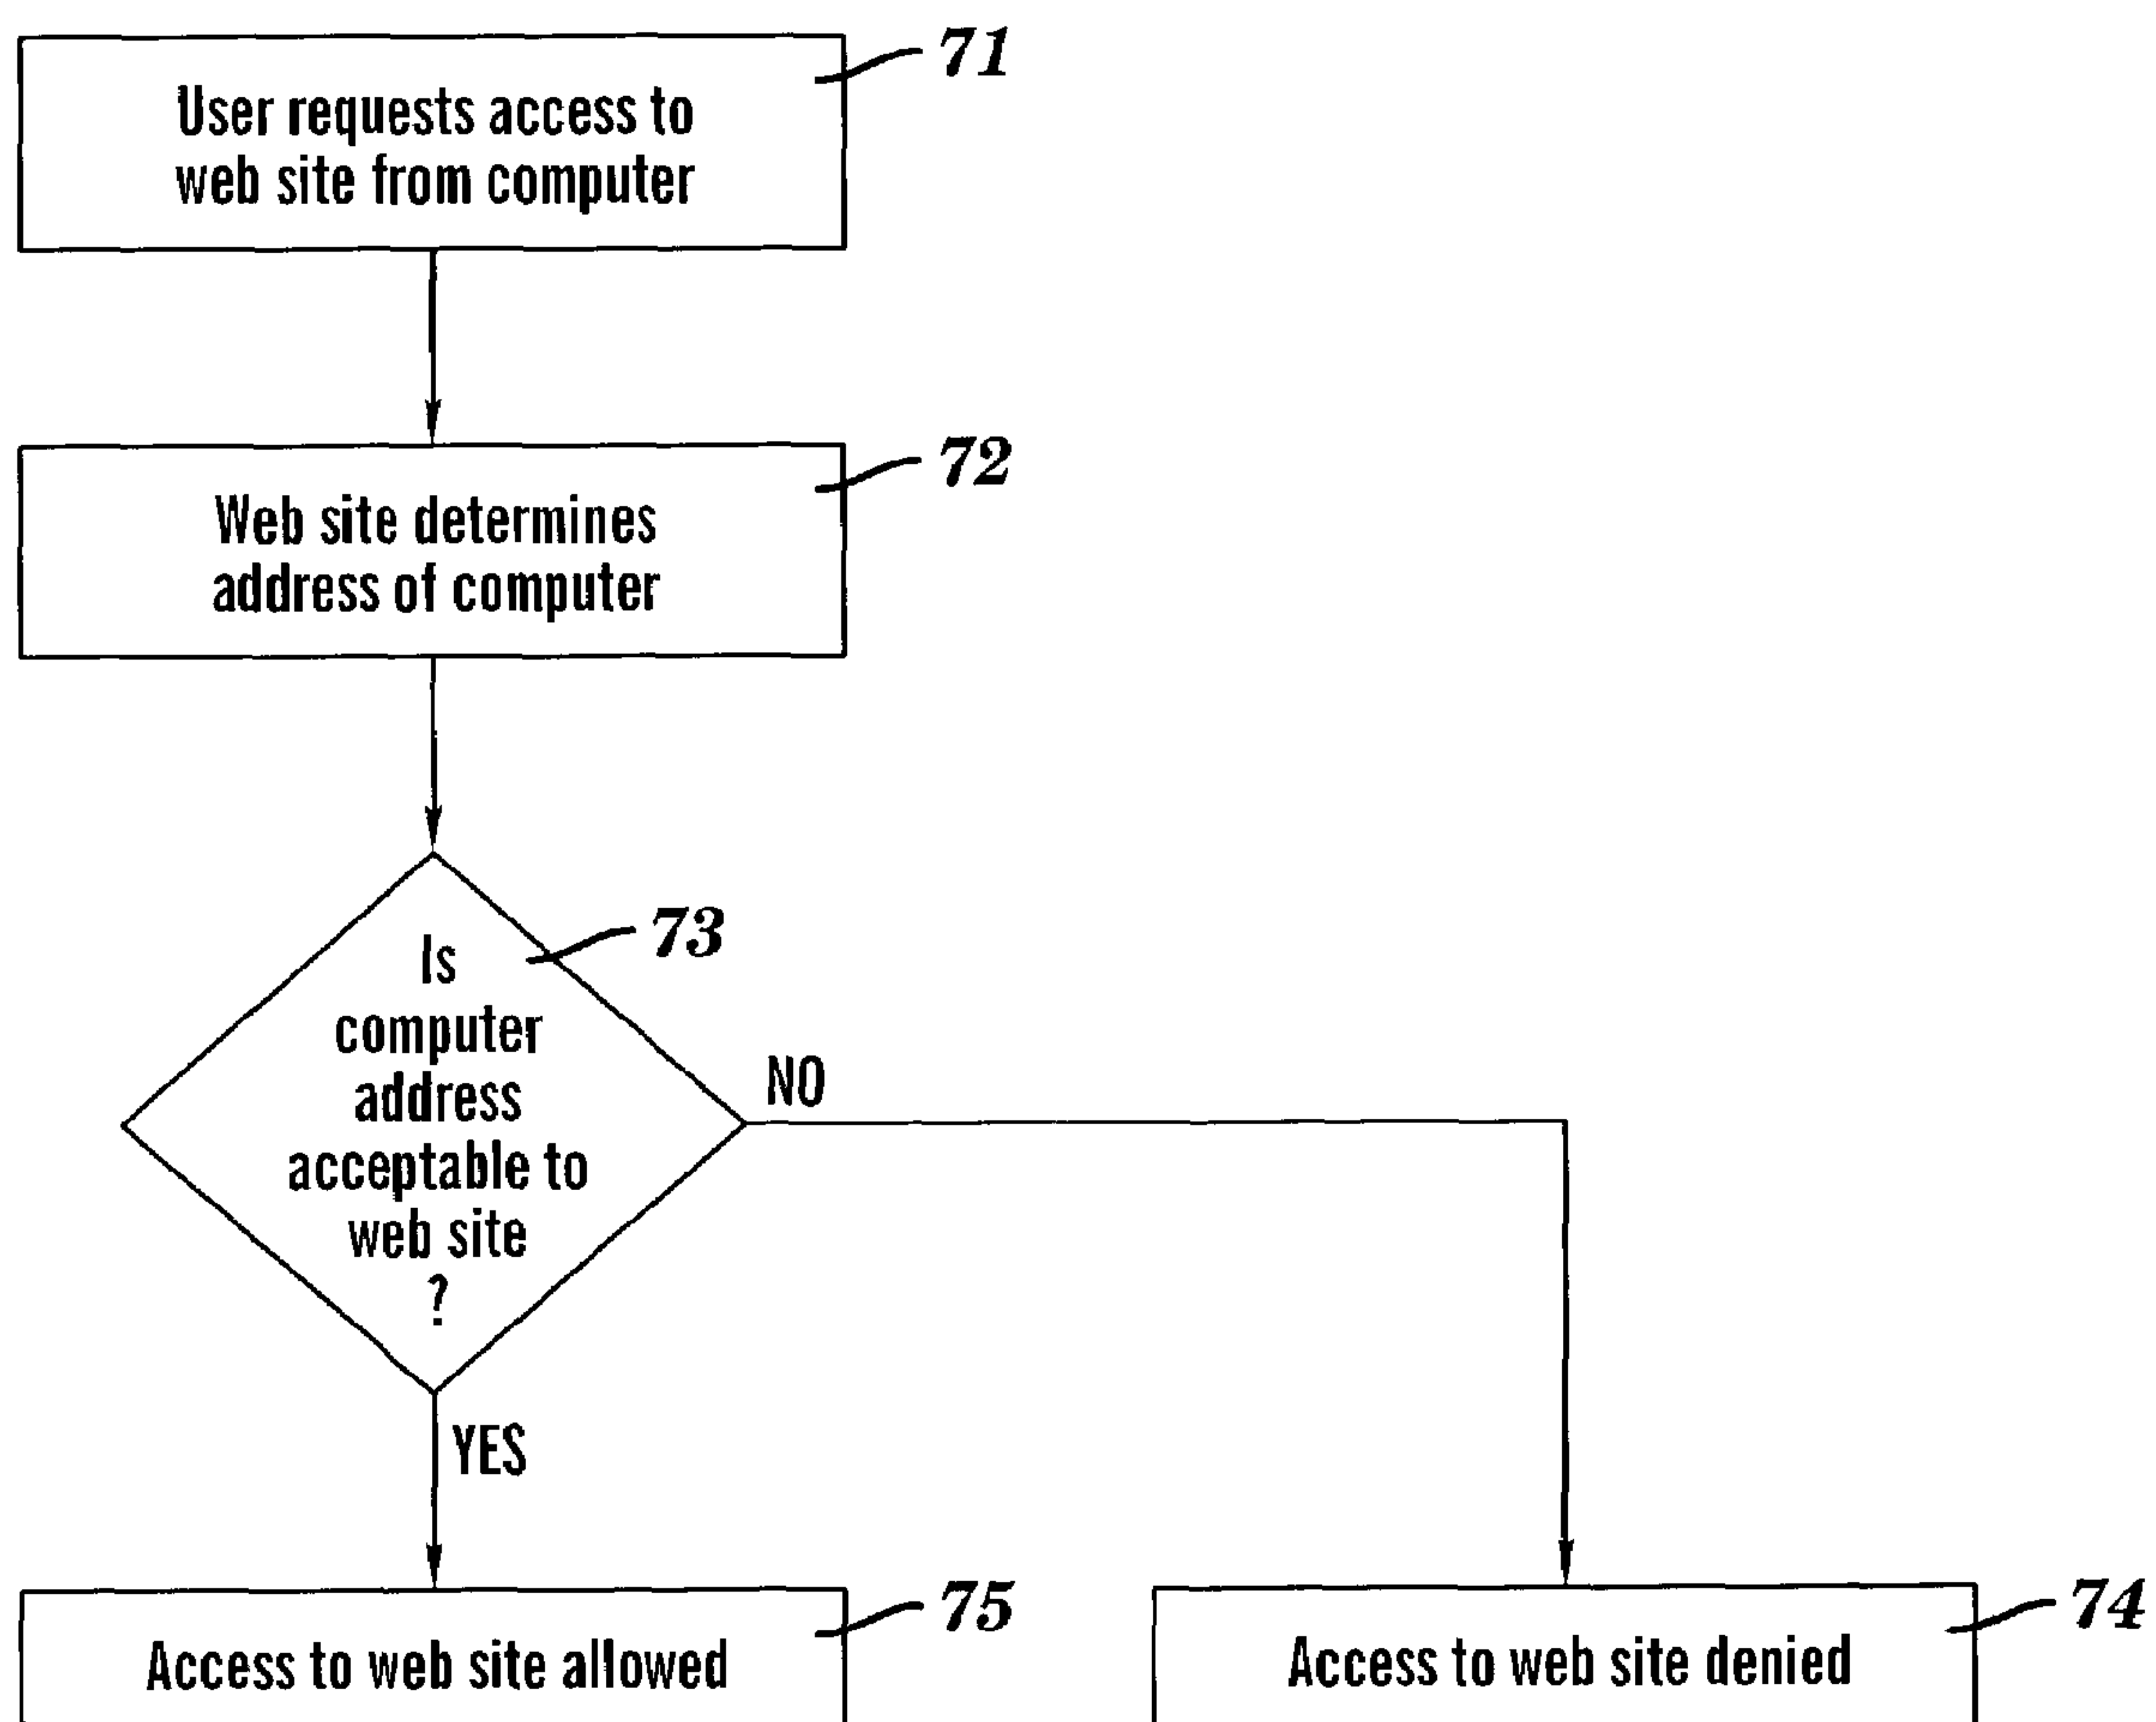 71
User requests access to
web site from computer
72
Web site determines
address of computer
73
Is
computer
address
acceptable to
web site
?
NO
YES
75
Access to web site allowed
74
Access to web site denied